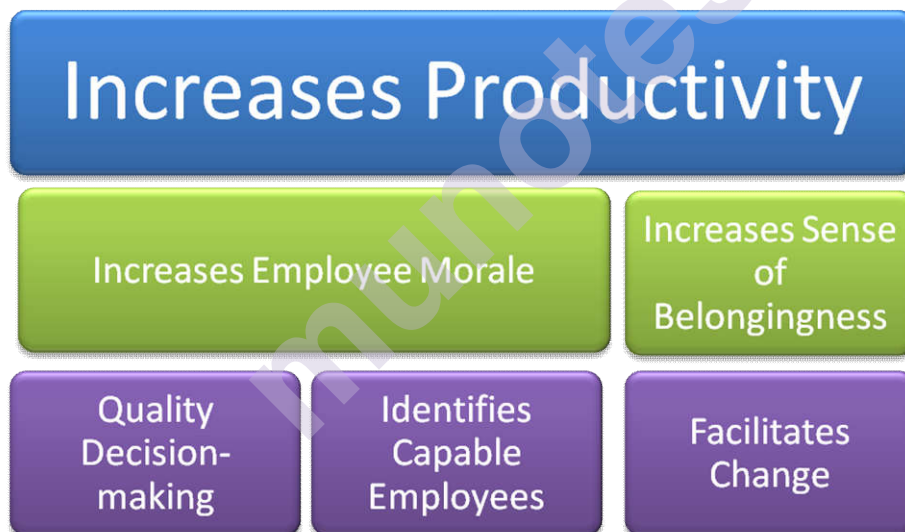 Increases Productivity
Increases Employee Morale
Increases Sense
of
Belongingness
Quality
Decision-
making
Identifies
Capable
Employees
Facilitates
Change
munotes